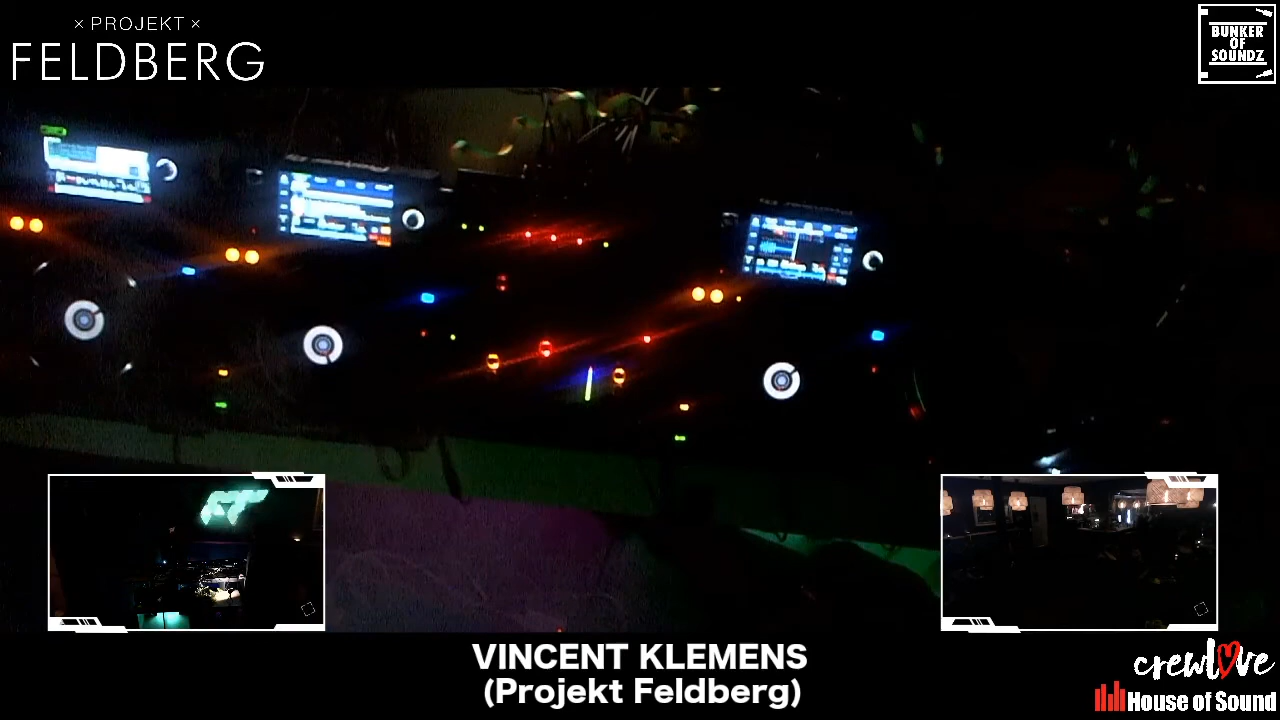 × PROJEKT ×
FELDBERG
BUNKER
OF
SOUNDZ
VINCENT KLEMENS
(Projekt Feldberg)
crewlove
House of Sound